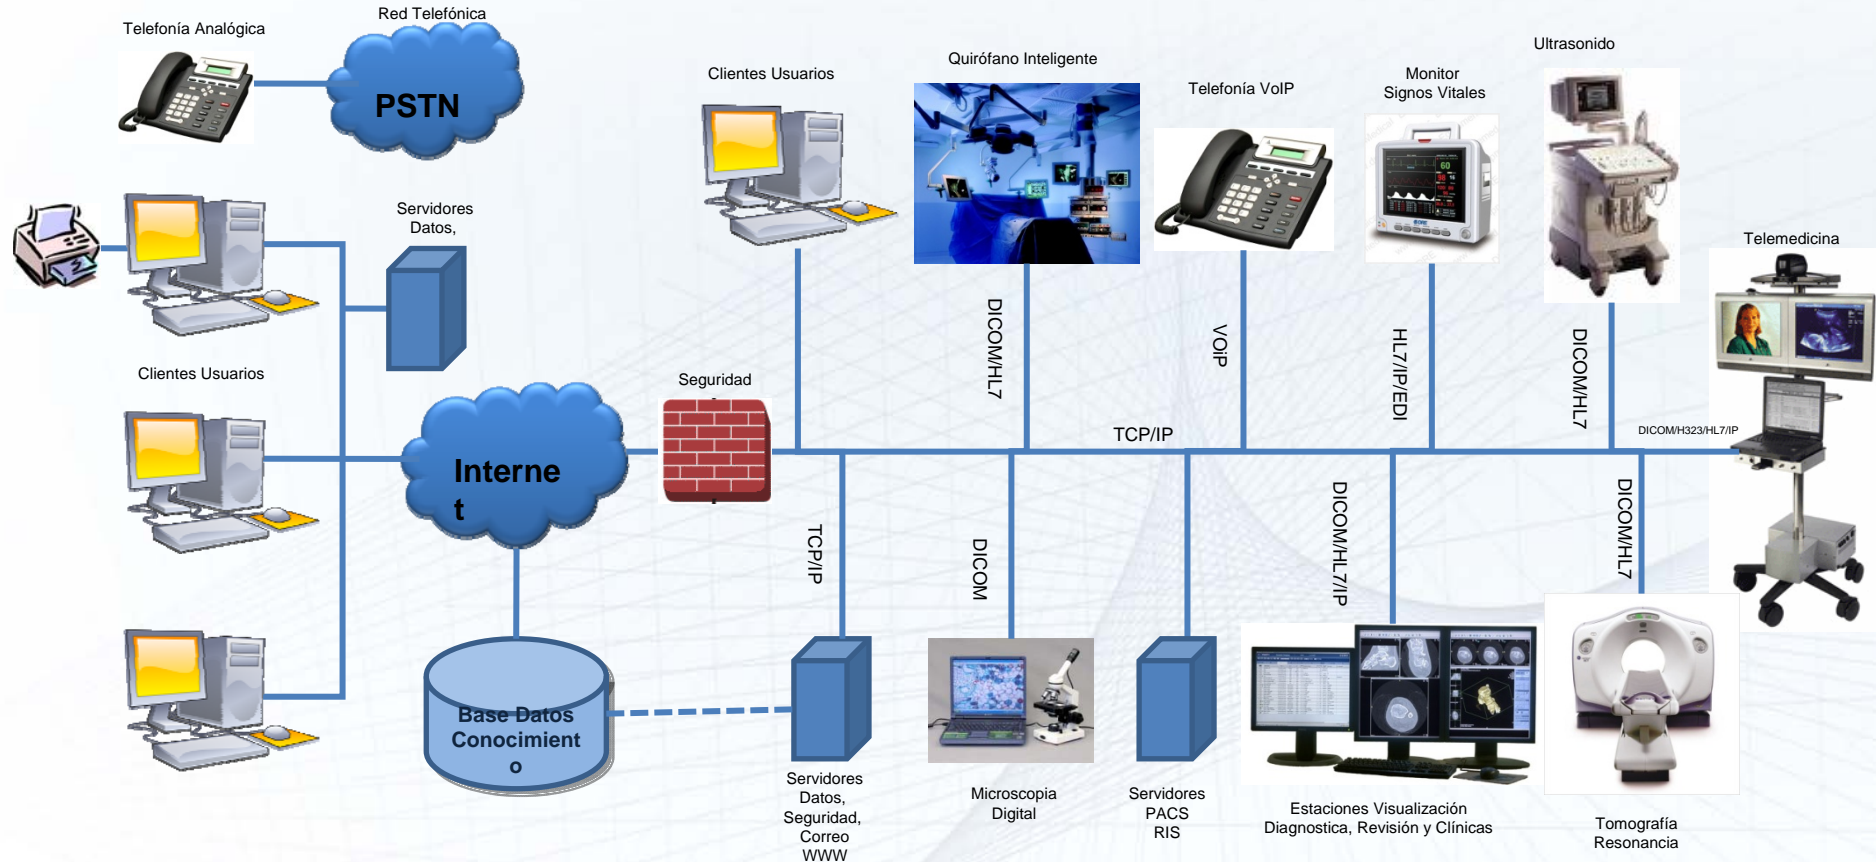 Red Telefónica
Telefonía Analógica
PSTN
Clientes Usuarios
Quirófano Inteligente
Telefonía VoIP
Monitor
Signos Vitales
Ultrasonido
Servidores
Datos,
Telemedicina
DICOM/HL7
VOiP
HL7/IP/EDI
DICOM/HL7
Clientes Usuarios
Seguridad
TCP/IP
DICOM/H323/HL7/IP
Interne
t
TCP/IP
DICOM
DICOM/HL7/IP
DICOM/HL7
Base Datos
Conocimient
o
Servidores
Datos,
Seguridad,
Correo
WWW
Microscopia
Digital
Servidores
PACS
RIS
Estaciones Visualización
Diagnostica, Revisión y Clínicas
Tomografía
Resonancia